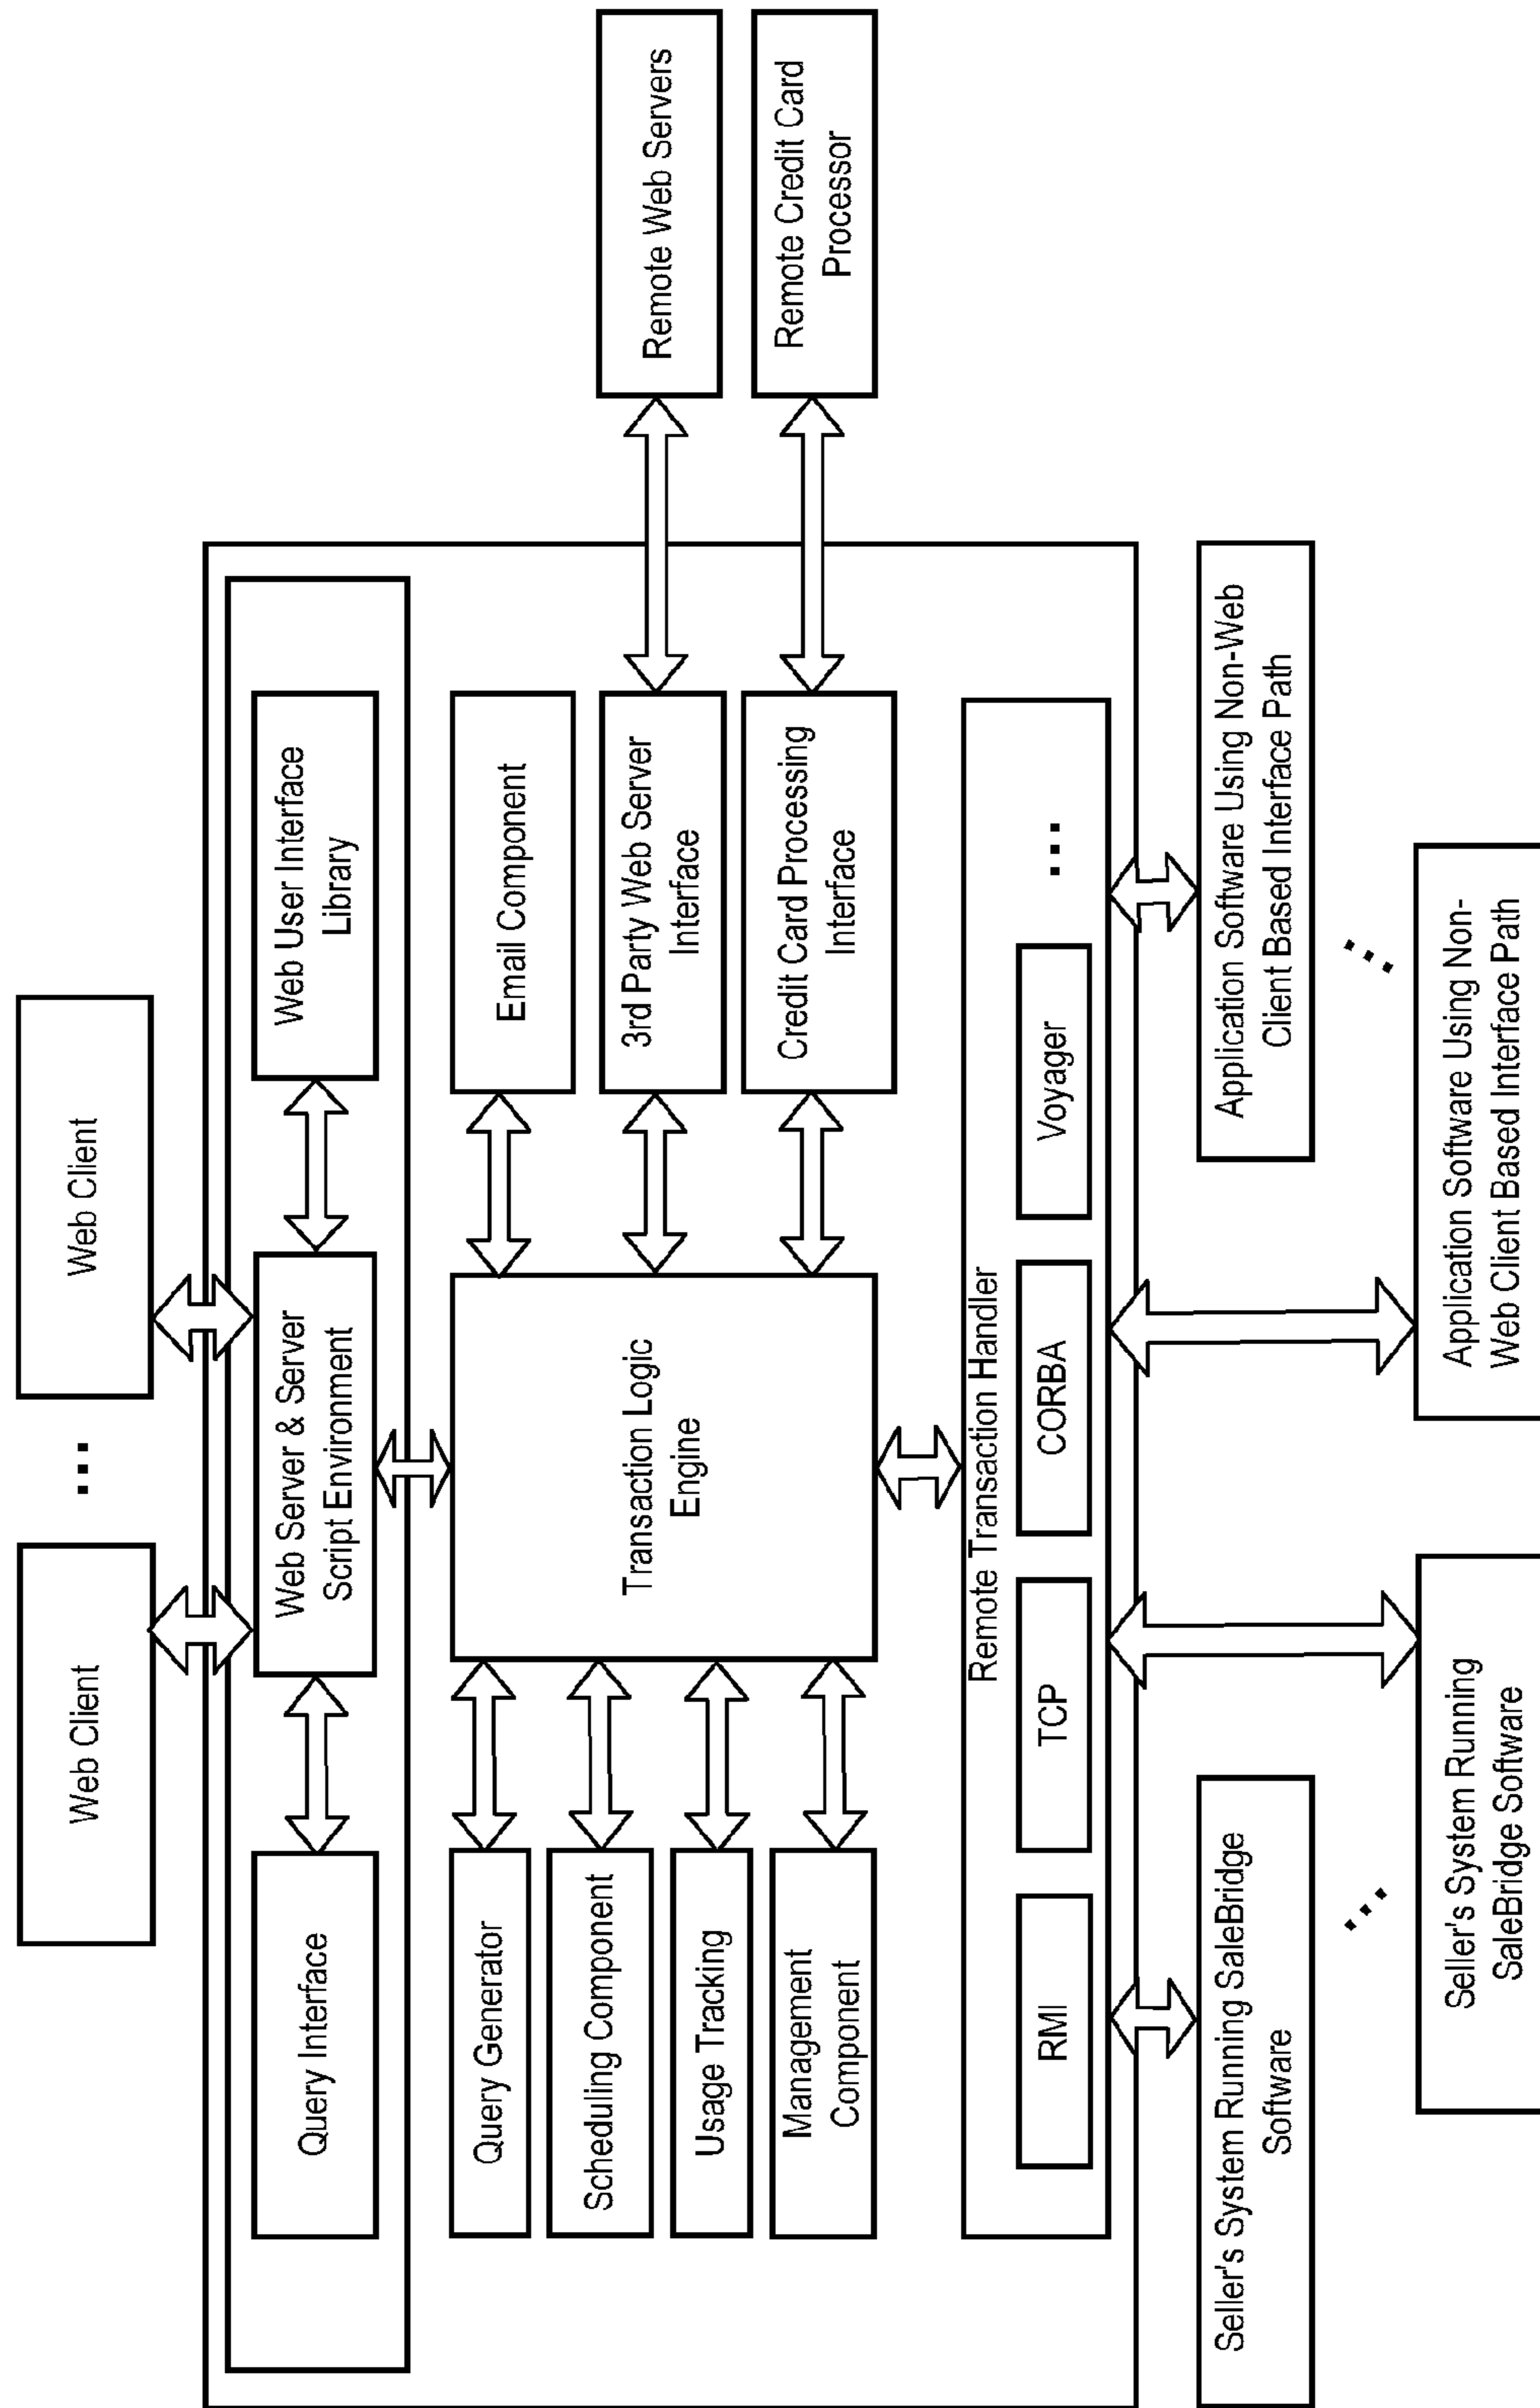 Web Client
...
Web Client
Query Interface
Web Server & Server
Script Environment
Web User Interface
Library
Query Generator
Scheduling Component
Usage Tracking
Management
Component
Transaction Logic
Engine
Email Component
3rd Party Web Server
Interface
Credit Card Processing
Interface
Remote Web Servers
Remote Credit Card
Processor
Remote Transaction Handler
RMI
TCP
CORBA
Voyager
...
Seller's System Running SaleBridge
Software
...
Seller's System Running
SaleBridge Software
Application Software Using Non-Web
Client Based Interface Path
...
Application Software Using Non-
Web Client Based Interface Path